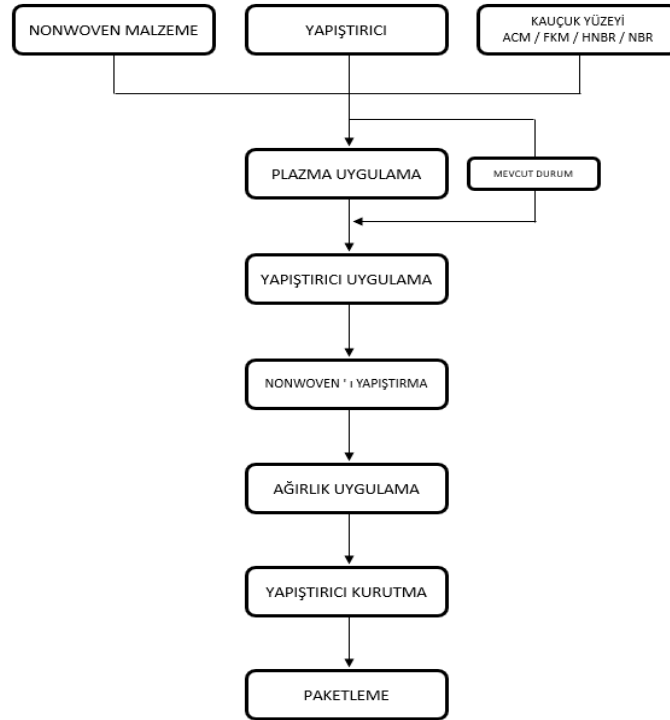 NONWOVEN MALZEME
YAPIŞTIRICI
KAUÇUK YÜZEYİ
ACM / FKM / HNBR / NBR
PLAZMA UYGULAMA
MEVCUT DURUM
YAPIŞTIRICI UYGULAMA
NONWOVEN ' ı YAPIŞTIRMA
AĞIRLIK UYGULAMA
YAPIŞTIRICI KURUTMA
PAKETLEME